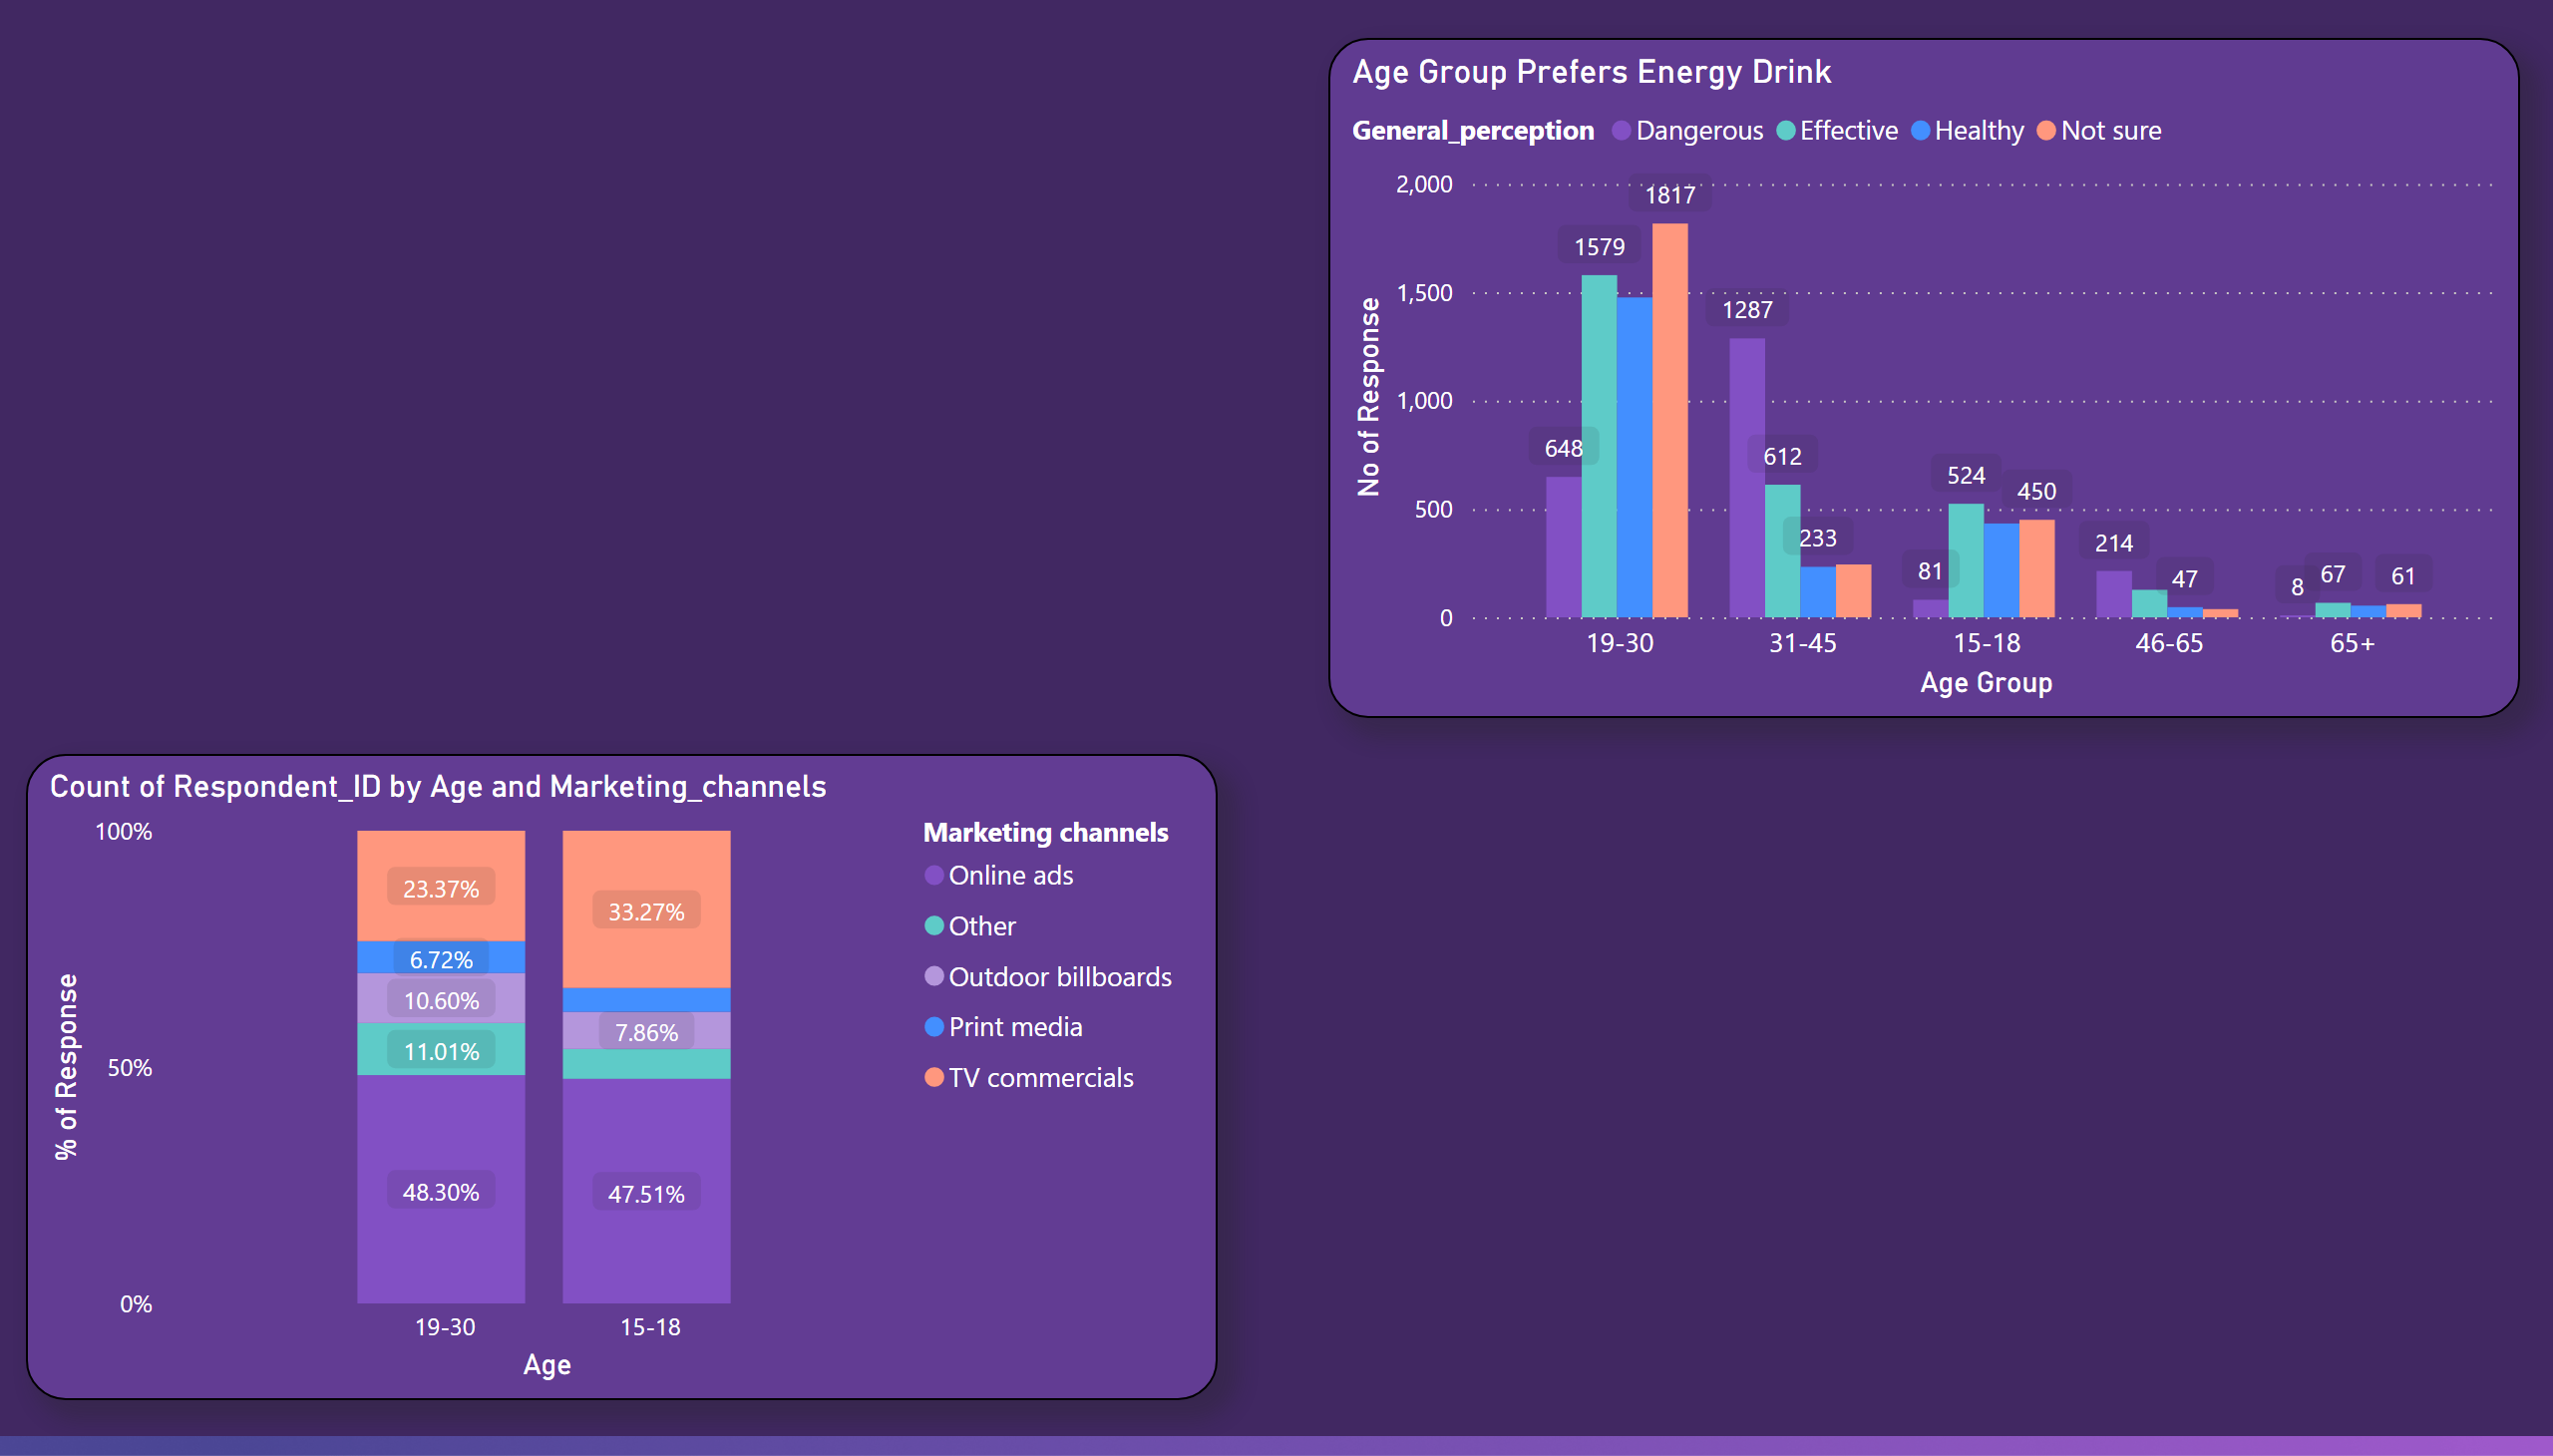 Age Group Prefers Energy Drink
General_perception Dangerous Effective Healthy Not sure
No of Response
2,000
1,500
1,000
500
0
648
1579
1817
1287
612
233
81
524
450
214
47
8
67
61
19-30 31-45 15-18 46-65 65+
Age Group
Count of Respondent_ID by Age and Marketing_channels
% of Response
100%
50%
0%
23.37%
6.72%
10.60%
11.01%
48.30%
33.27%
7.86%
47.51%
19-30 15-18
Age
Marketing channels
Online ads
Other
Outdoor billboards
Print media
TV commercials